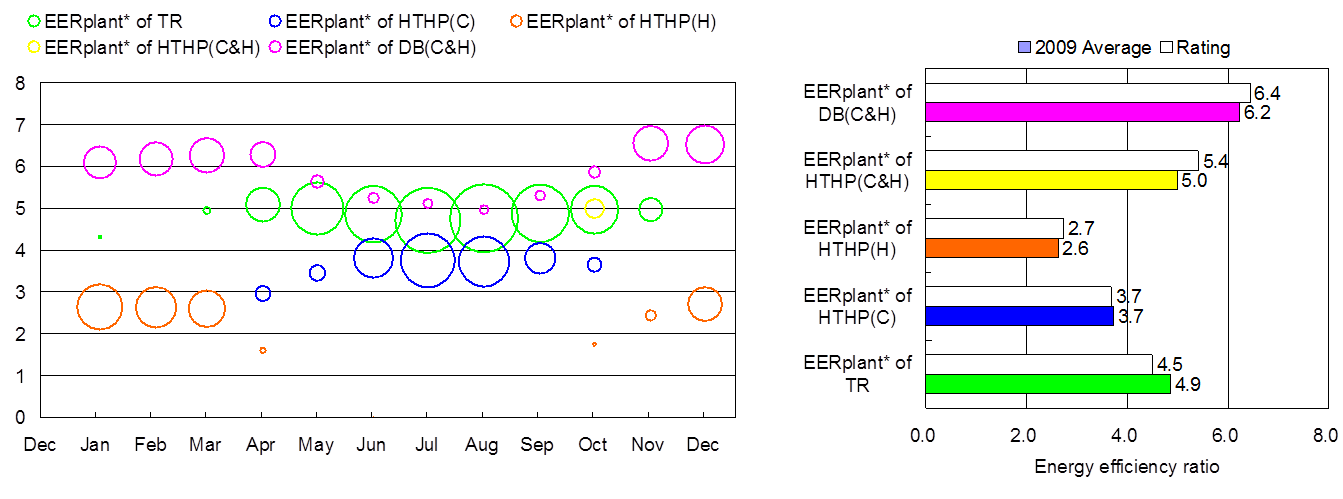 EERplant* of TR EERplant* of HTHP(C) EERplant* of HTHP(H)
EERplant* of HTHP(C&H) EERplant* of DB(C&H)
8
7
6
5
4
3
2
1
0
Dec Jan Feb Mar Apr May Jun Jul Aug Sep Oct Nov Dec
2009 Average Rating
EERplant* of
DB(C&H)
6.4
6.2
EERplant* of
HTHP(C&H)
5.4
5.0
EERplant* of
HTHP(H)
2.7
2.6
EERplant* of
HTHP(C)
3.7
3.7
EERplant* of
TR
4.5
4.9
0.0 2.0 4.0 6.0 8.0
Energy efficiency ratio